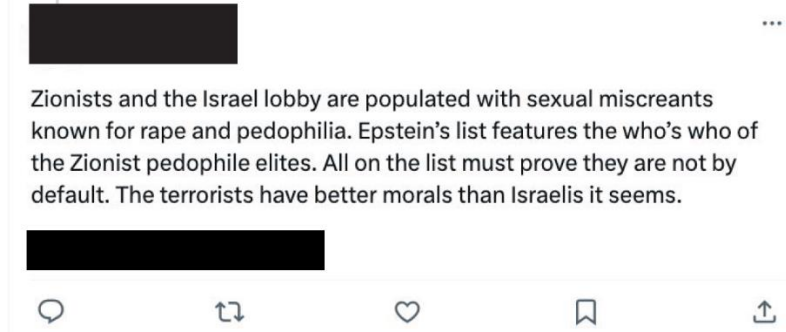 Zionists and the Israel lobby are populated with sexual miscreants
known for rape and pedophilia. Epstein’s list features the who’s who of
the Zionist pedophile elites. All on the list must prove they are not by
default. The terrorists have better morals than Israelis it seems.